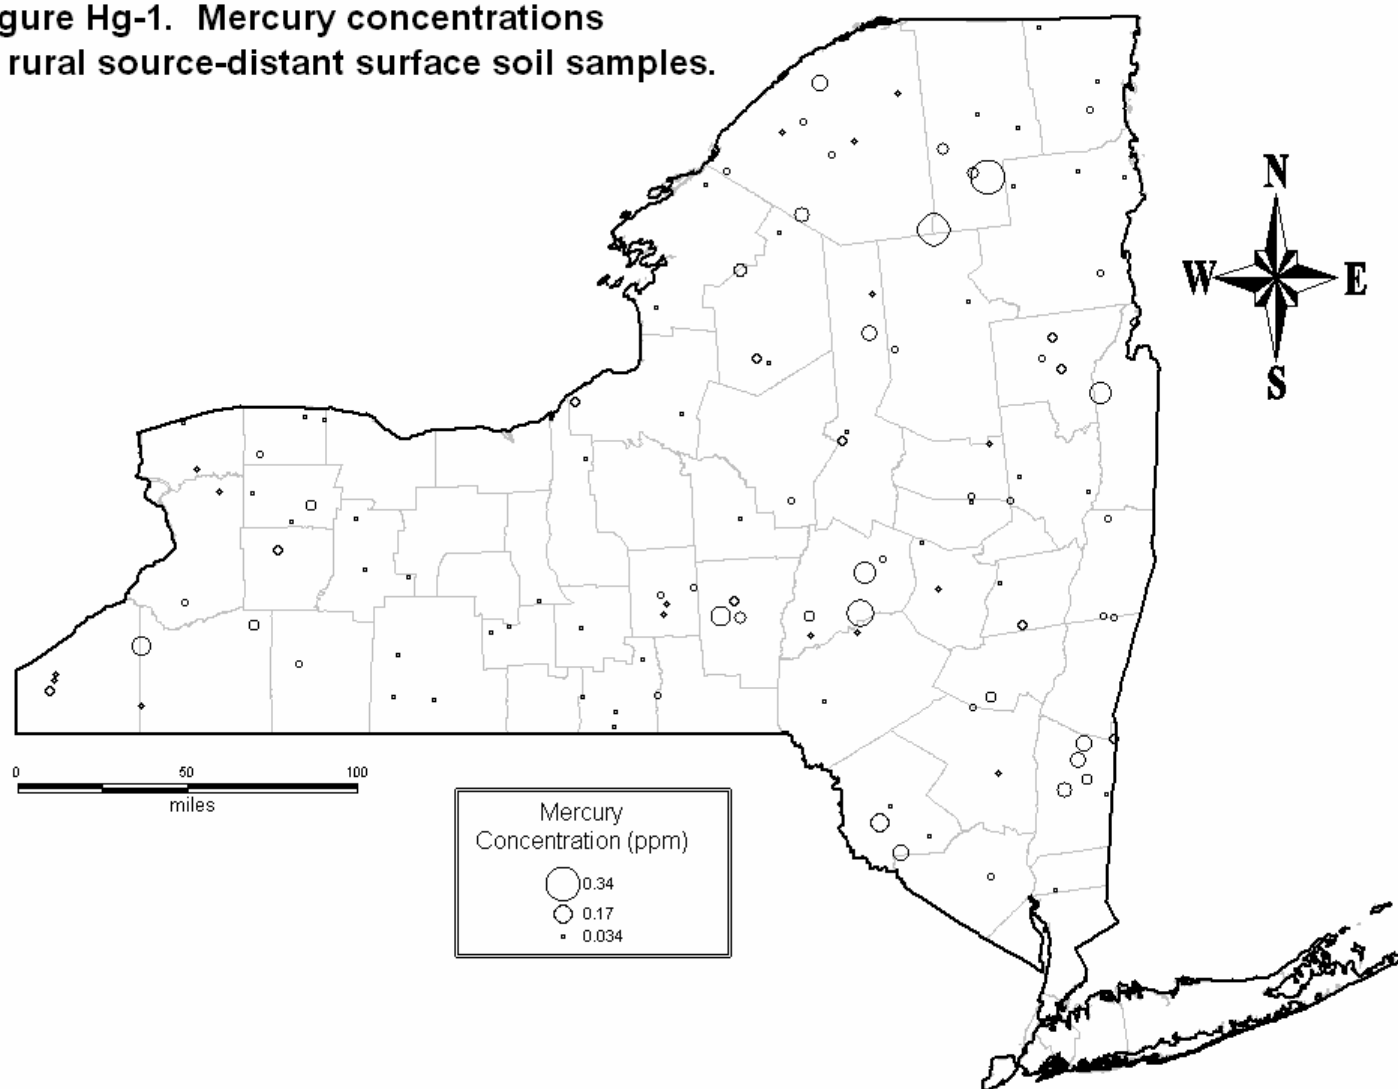 gure Hg-1. Mercury concentrations
rural source-distant surface soil samples.
N
W
E
S
0 50 100
miles
Mercury
Concentration (ppm)
0.34
0.17
0.034